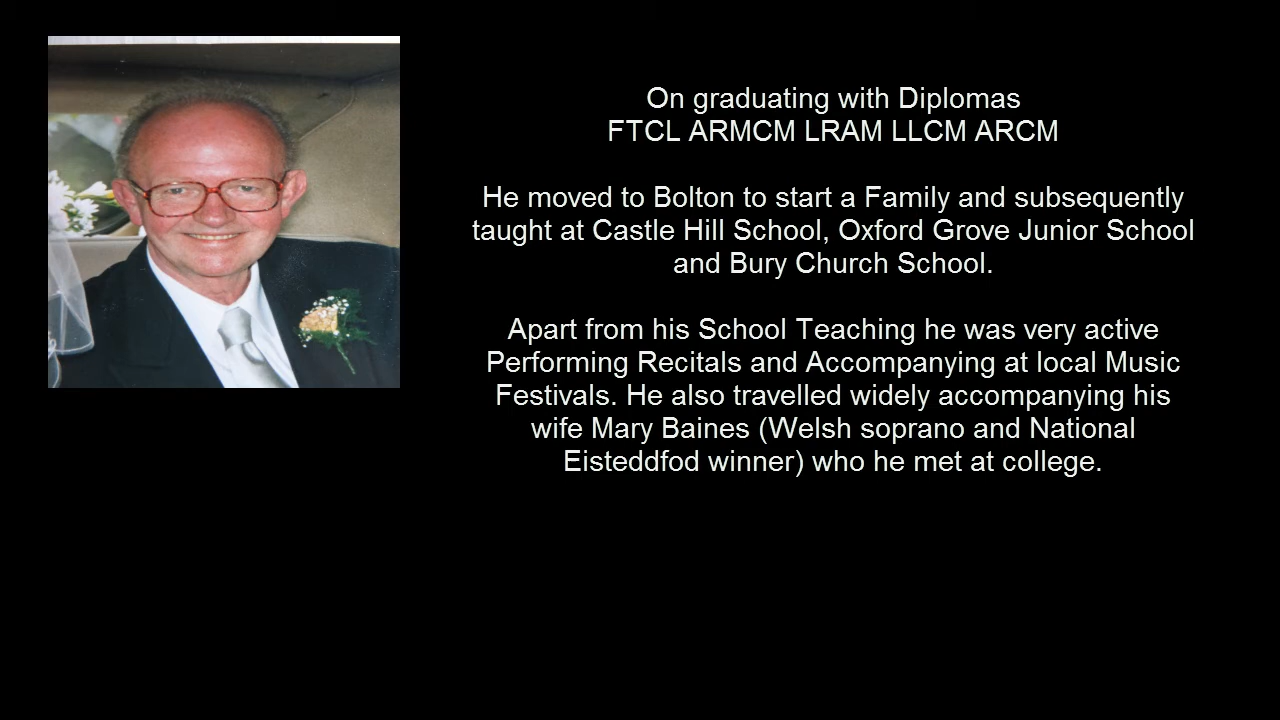 On graduating with Diplomas
FTCL ARMCM LRAM LLCM ARCM
He moved to Bolton to start a Family and subsequently
taught at Castle Hill School, Oxford Grove Junior School
and Bury Church School.
Apart from his School Teaching he was very active
Performing Recitals and Accompanying at local Music
Festivals. He also travelled widely accompanying his
wife Mary Baines (Welsh soprano and National
Eisteddfod winner) who he met at college.